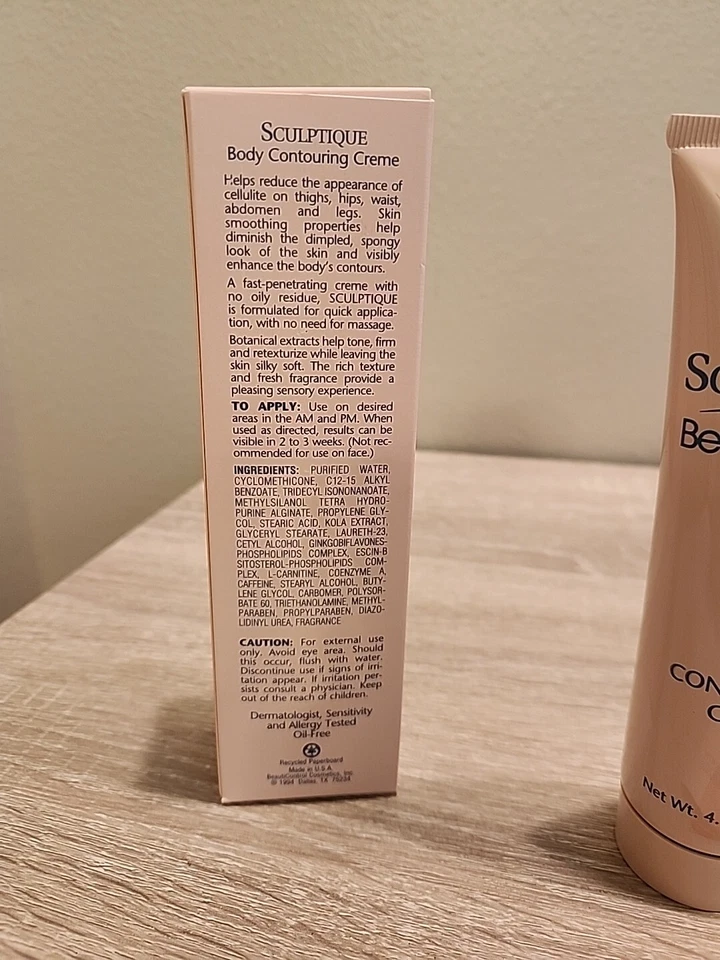 SCULPTIQUE
Body Contouring Creme
Helps reduce the appearance of
cellulite on thighs, hips, waist,
abdomen and legs. Skin
smoothing properties help
diminish the dimpled, spongy
look of the skin and visibly
enhance the body's contours.
A fast-penetrating creme with
no oily residue, SCULPTIQUE
is formulated for quick applica-
tion, with no need for massage.
Botanical extracts help tone, firm
and retexturize while leaving the
skin silky soft. The rich texture
and fresh fragrance provide a
pleasing sensory experience.
TO APPLY: Use on desired
areas in the AM and PM. When
used as directed, results can be
visible in 2 to 3 weeks. (Not rec-
ommended for use on face.)
INGREDIENTS: PURIFIED WATER,
CYCLOMETHICONE, C12-15 ALKYL
BENZOATE, TRIDECYL ISONONANOATE,
METHYLSILANOL TETRA HYDRO-
PURINE ALGINATE, PROPYLENE GLY-
COL, STEARIC ACID, KOLA EXTRACT,
GLYCERYL STEARATE, LAURETH-23,
CETYL ALCOHOL, GINKGOBIFLAVONES-
PHOSPHOLIPIDS COMPLEX, ESCIN-B
SITOSTEROL-PHOSPHOLIPIDS COM-
PLEX, L-CARNITINE, COENZYME A,
CAFFEINE, STEARYL ALCOHOL, BUTY-
LENE GLYCOL, CARBOMER, POLYSOR-
BATE 60, TRIETHANOLAMINE, METHYL-
PARABEN, PROPYLPARABEN, DIAZO-
LIDINYL UREA, FRAGRANCE
CAUTION: For external use
only. Avoid eye area. Should
this occur, flush with water.
Discontinue use if signs of irri-
tation appear. If irritation per-
sists consult a physician. Keep
out of the reach of children.
Dermatologist, Sensitivity
and Allergy Tested
Oil-Free
Recycled Paperboard
Made in U.S.A.
BeautiControl Cosmetics, Inc.
© 1994 Dallas, TX 75234
Sc
Be
CON
C
Net Wt. 4.